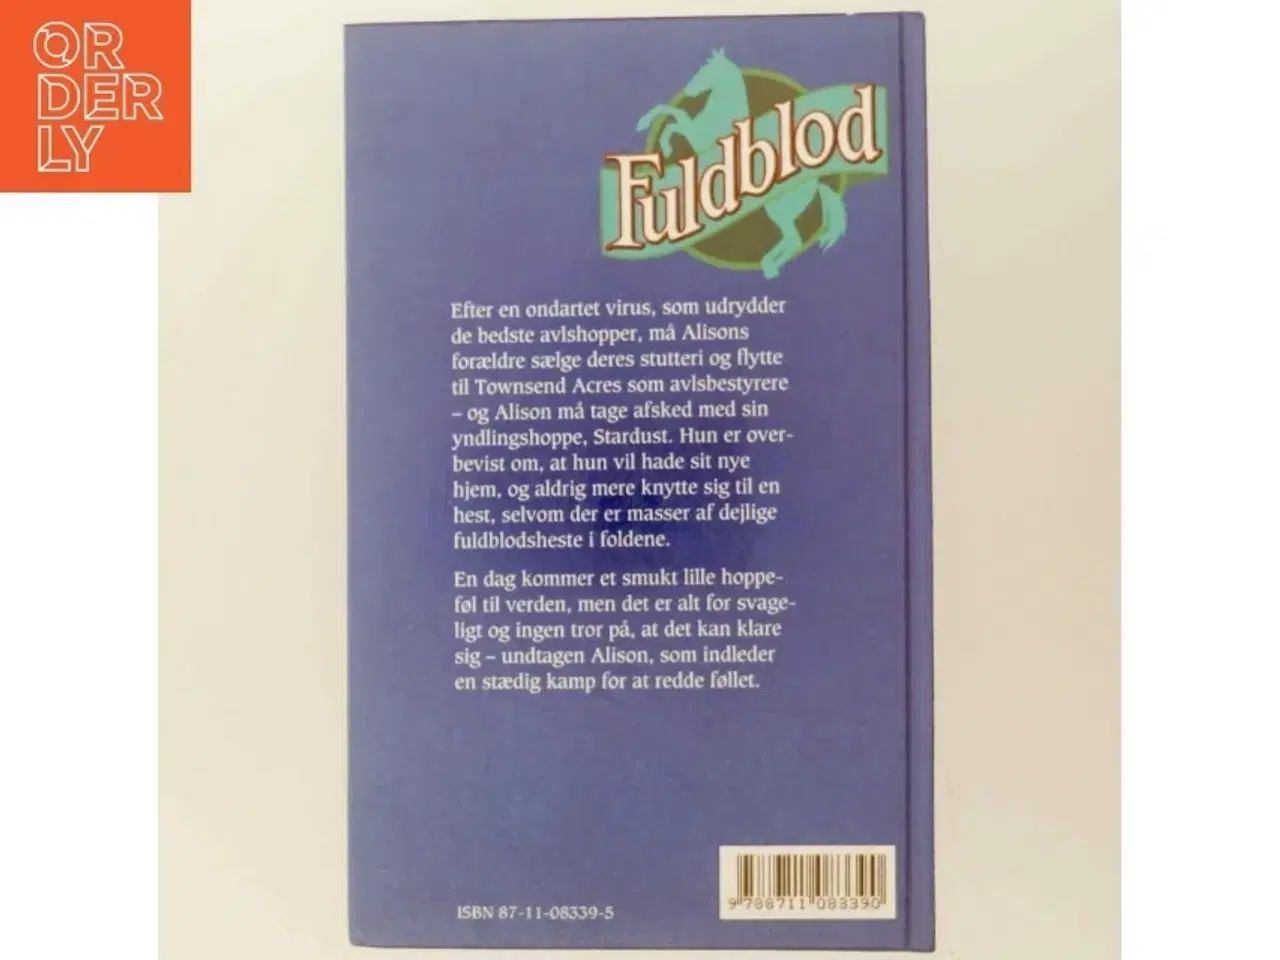 OR
DER
LY
Fuldblod
Efter en ondartet virus, som udrydder
de bedste avlshopper, må Alisons
forældre sælge deres stutteri og flytte
til Townsend Acres som avlsbestyrere
– og Alison må tage afsked med sin
yndlingshoppe, Stardust. Hun er over-
bevist om, at hun vil hade sit nye
hjem, og aldrig mere knytte sig til en
hest, selvom der er masser af dejlige
fuldblodsheste i foldene.
En dag kommer et smukt lille hoppe-
føl til verden, men det er alt for svage-
ligt og ingen tror på, at det kan klare
sig – undtagen Alison, som indleder
en stædig kamp for at redde føllet.
ISBN 87-11-08339-5
9 788711 083390